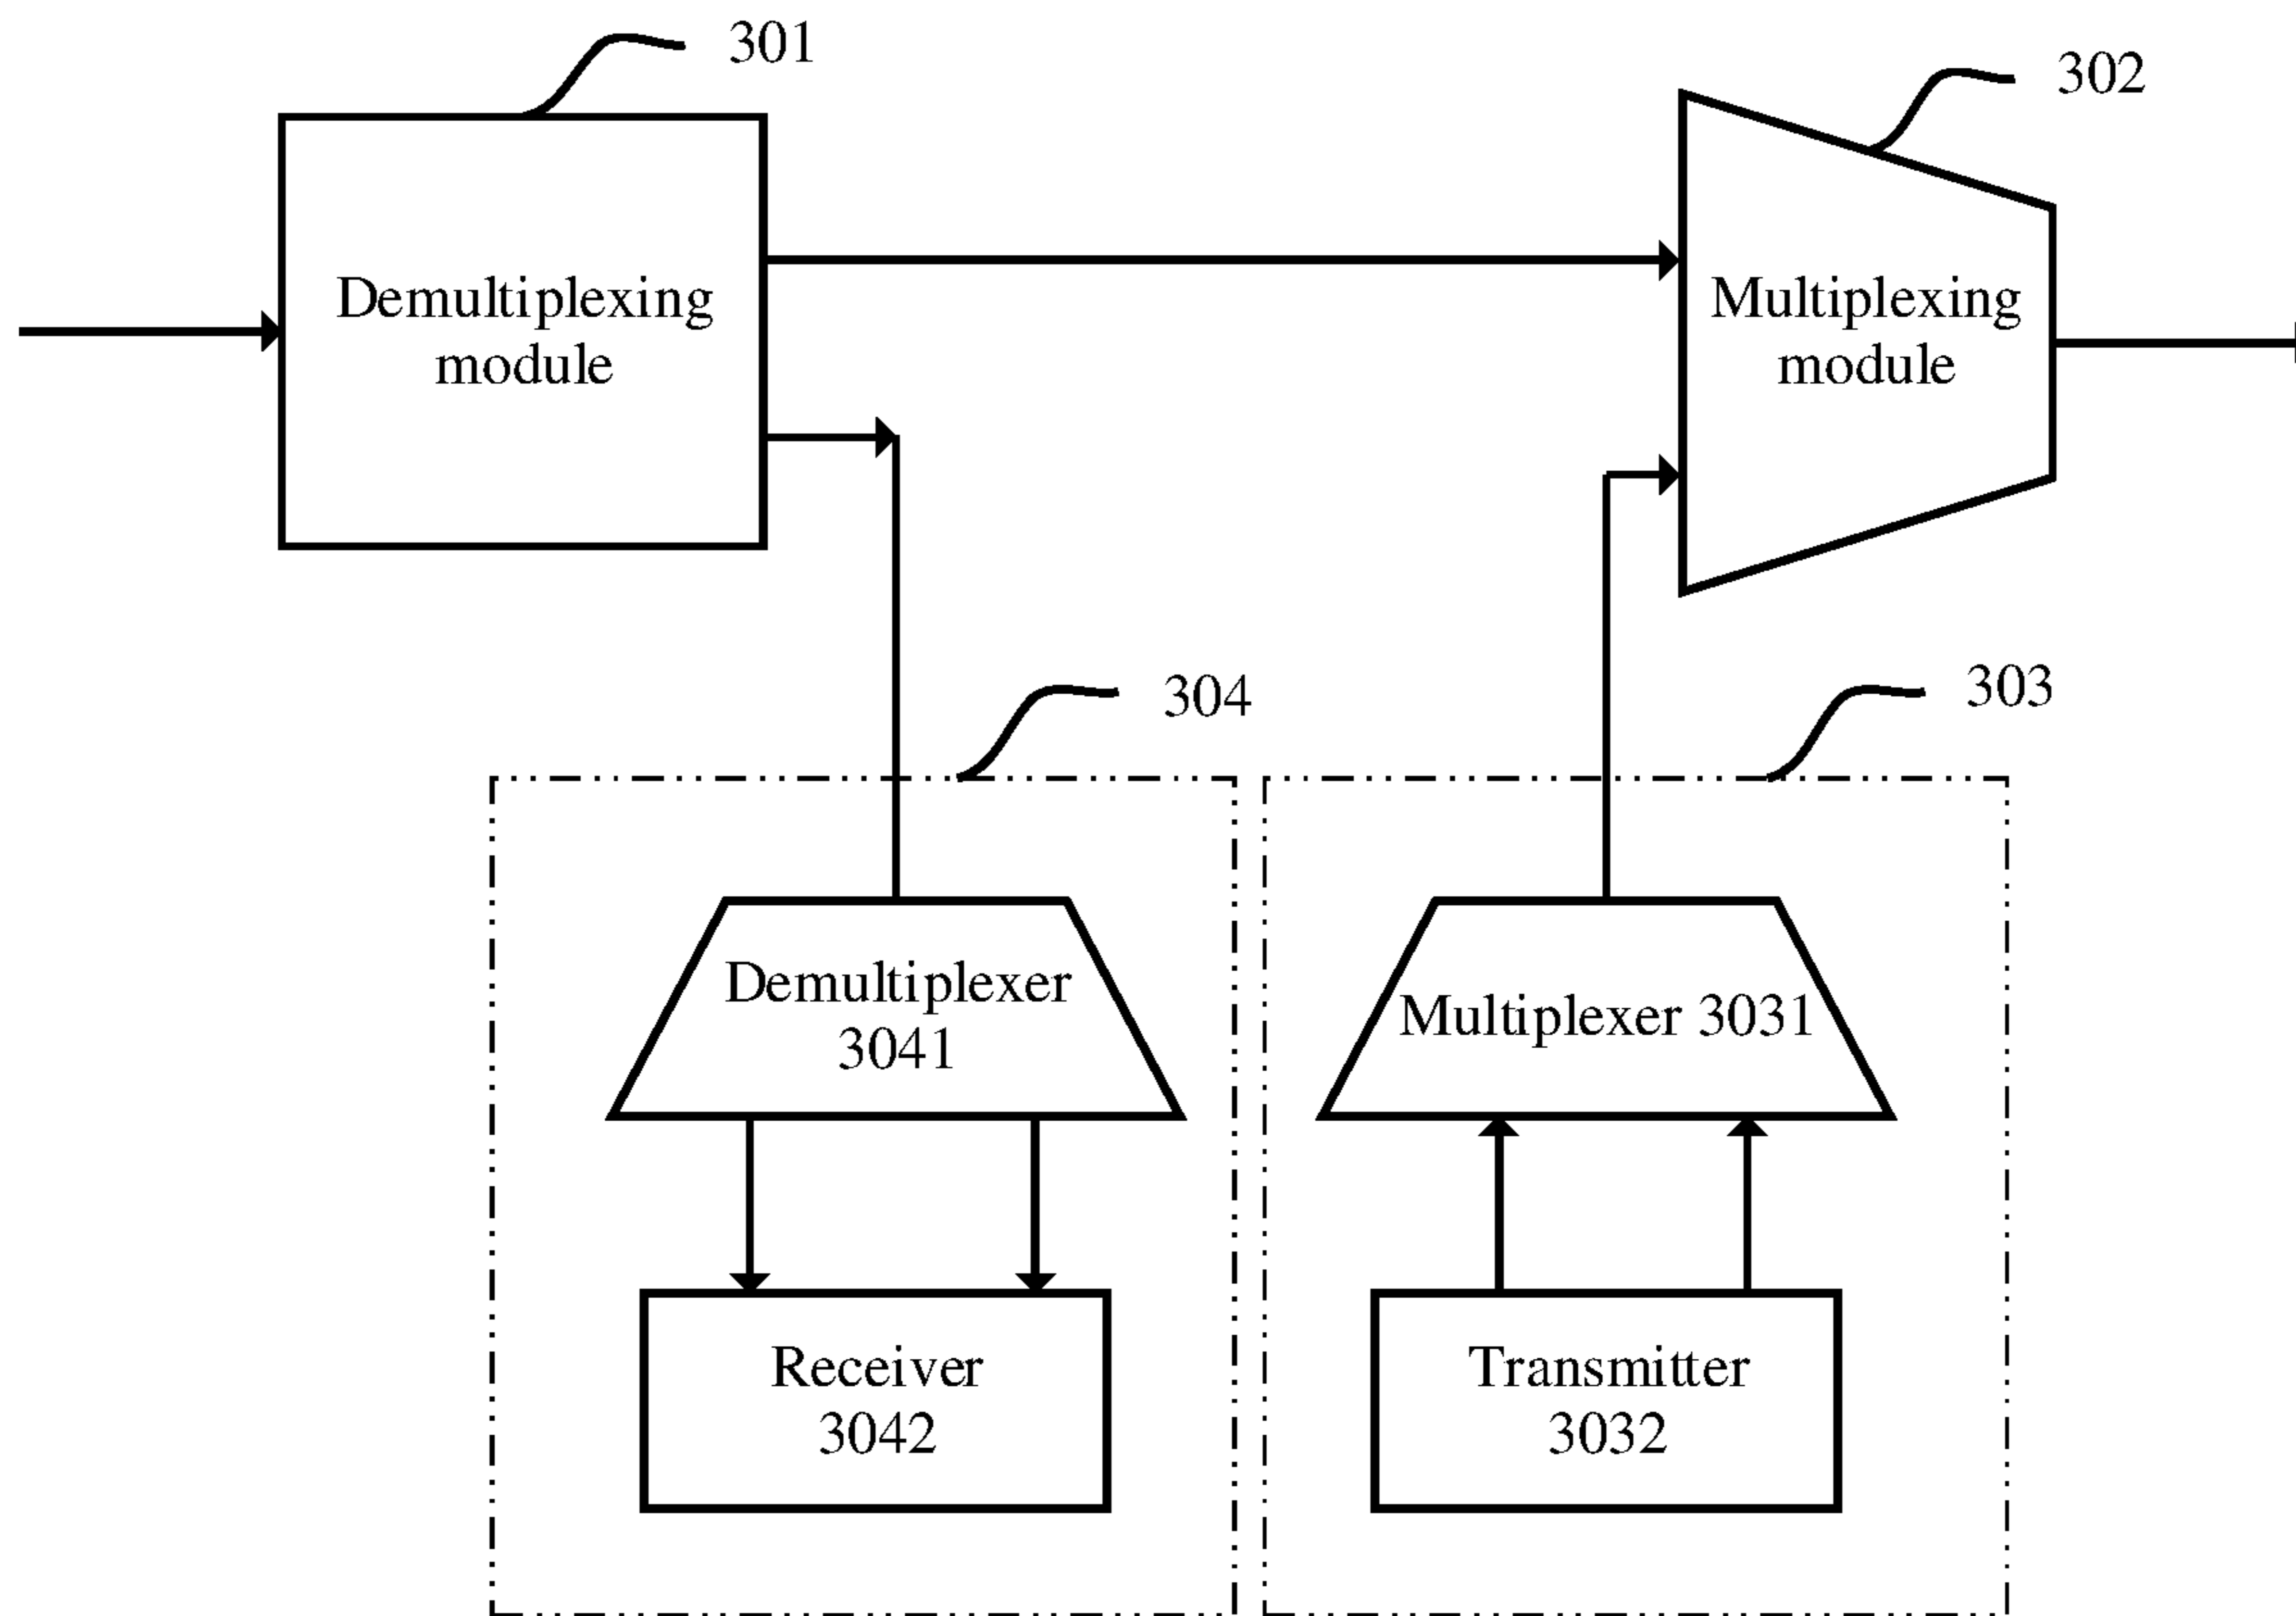 301
302
Demultiplexing
module
Multiplexing
module
304
303
Demultiplexer
3041
Multiplexer 3031
Receiver
3042
Transmitter
3032